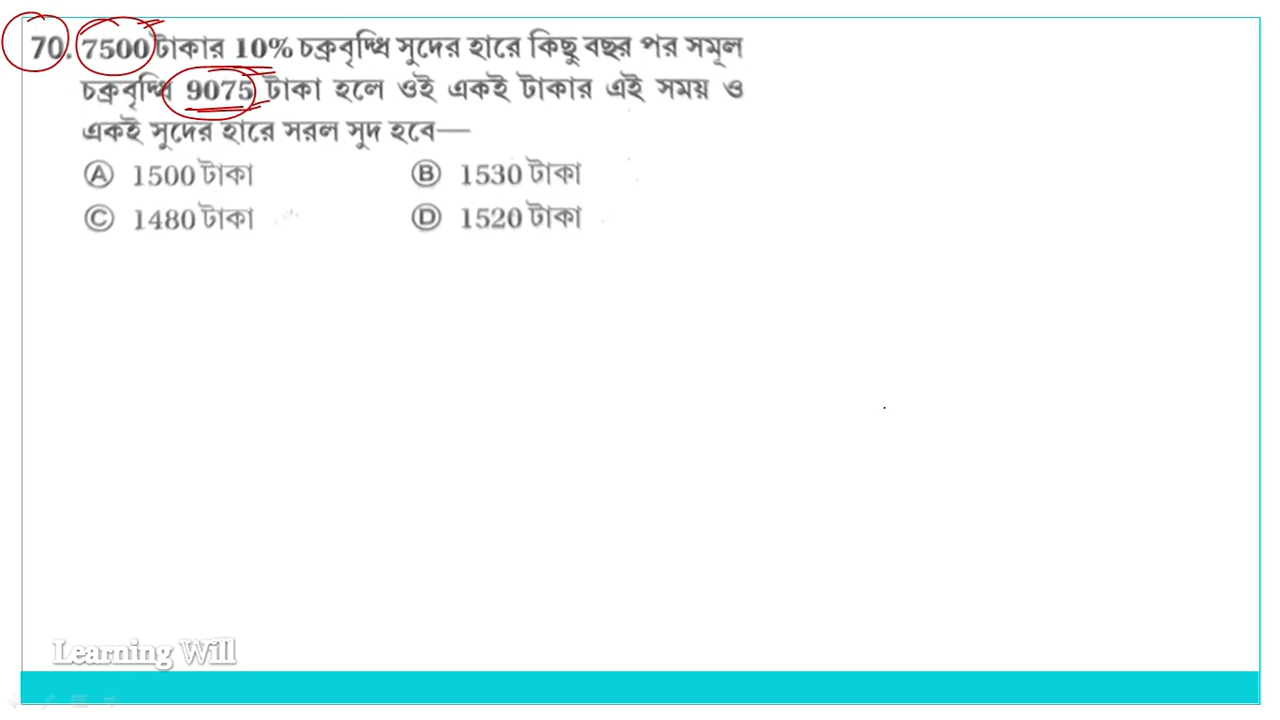 70. 7500 টাকার 10% চক্রবৃদ্ধি সুদের হারে কিছু বছর পর সমূল
চক্রবৃদ্ধি 9075 টাকা হলে ওই একই টাকার এই সময় ও
একই সুদের হারে সরল সুদ হবে—
Ⓐ 1500 টাকা Ⓑ 1530 টাকা
Ⓒ 1480 টাকা Ⓓ 1520 টাকা
Learning Will